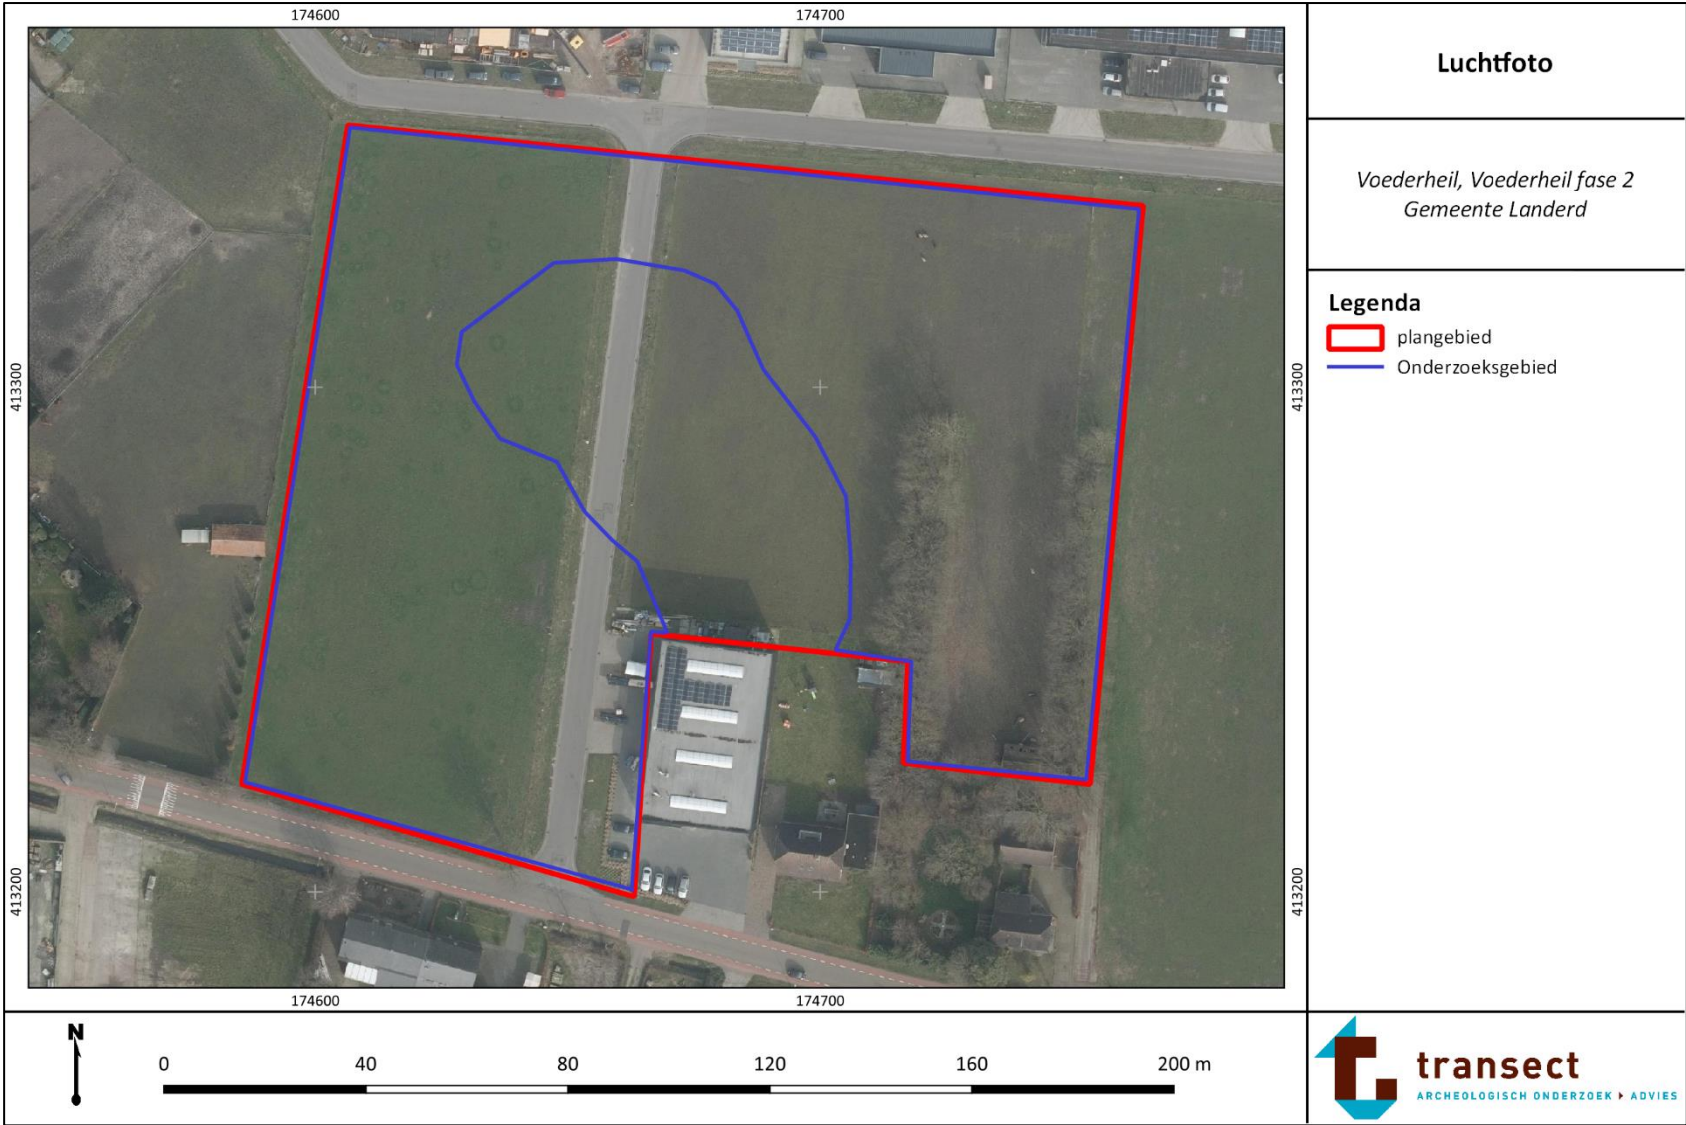 174600
174700
Luchtfoto
Voederheil, Voederheil fase 2
Gemeente Landerd
Legenda
plangebied
Onderzoeksgebied
413300
413300
413200
413200
174600
174700
N
0 40 80 120 160 200 m
transect
ARCHEOLOGISCH ONDERZOEK ADVIES